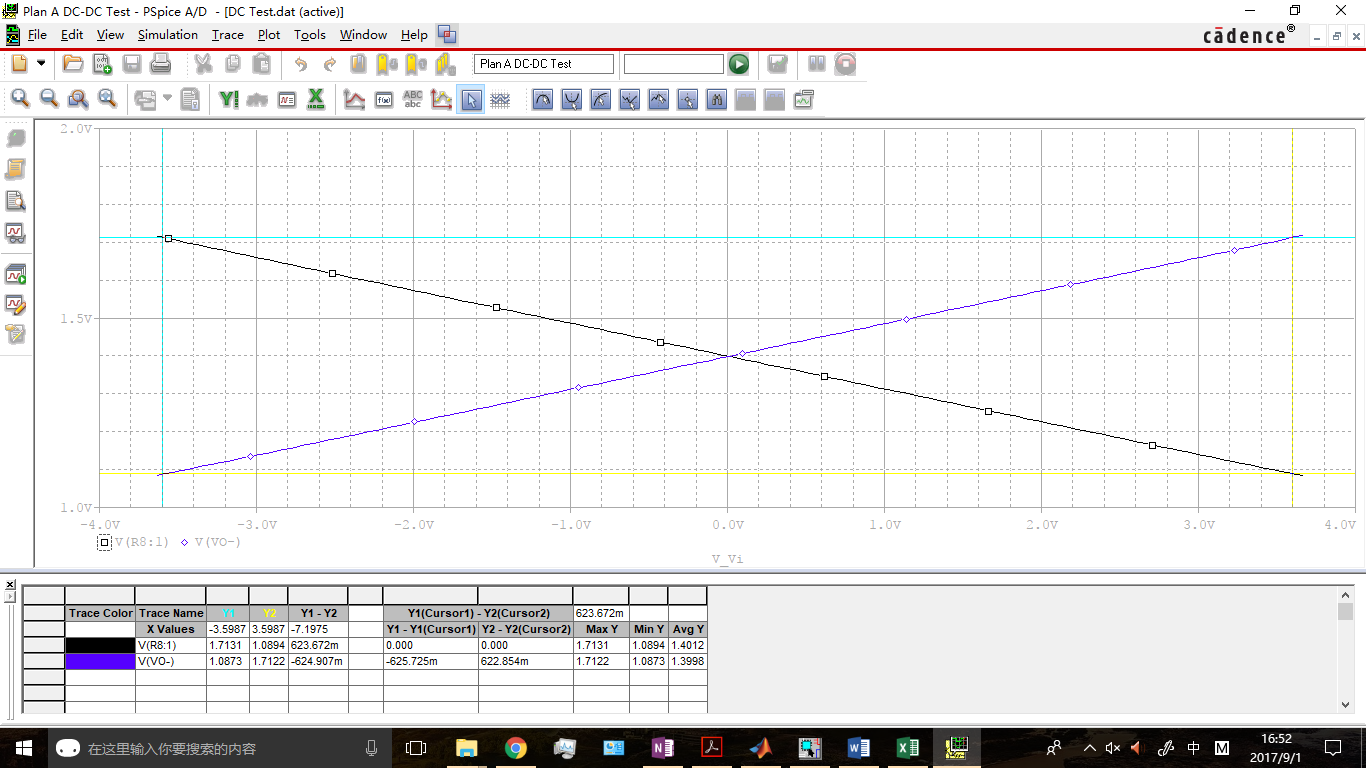 Plan A DC-DC Test - PSpice A/D - [DC Test.dat (active)]
File Edit View Simulation Trace Plot Tools Window Help
cādence®
Plan A DC-DC Test
ABC
abc
2.0V
1.5V
1.0V
-4.0V -3.0V -2.0V -1.0V 0.0V 1.0V 2.0V 3.0V 4.0V
V(R8:1) V(VO-)
V_Vi
Trace Color Trace Name Y1 Y2 Y1 - Y2 Y1(Cursor1) - Y2(Cursor2) 623.672m
X Values -3.5987 3.5987 -7.1975 Y1 - Y1(Cursor1) Y2 - Y2(Cursor2) Max Y Min Y Avg Y
V(R8:1) 1.7131 1.0894 623.672m 0.000 0.000 1.7131 1.0894 1.4012
V(VO-) 1.0873 1.7122 -624.907m -625.725m 622.854m 1.7122 1.0873 1.3998
在这里输入你要搜索的内容
中 M
16:52
2017/9/1